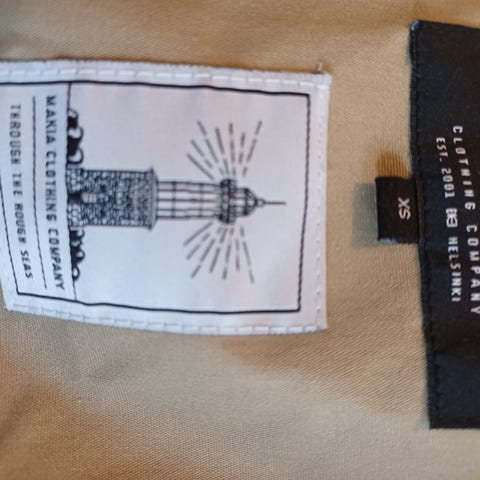 CLOTHING COMPANY
EST. 2001 HELSINKI
XS
MAKIA CLOTHING COMPANY
THROUGH THE ROUGH SEAS